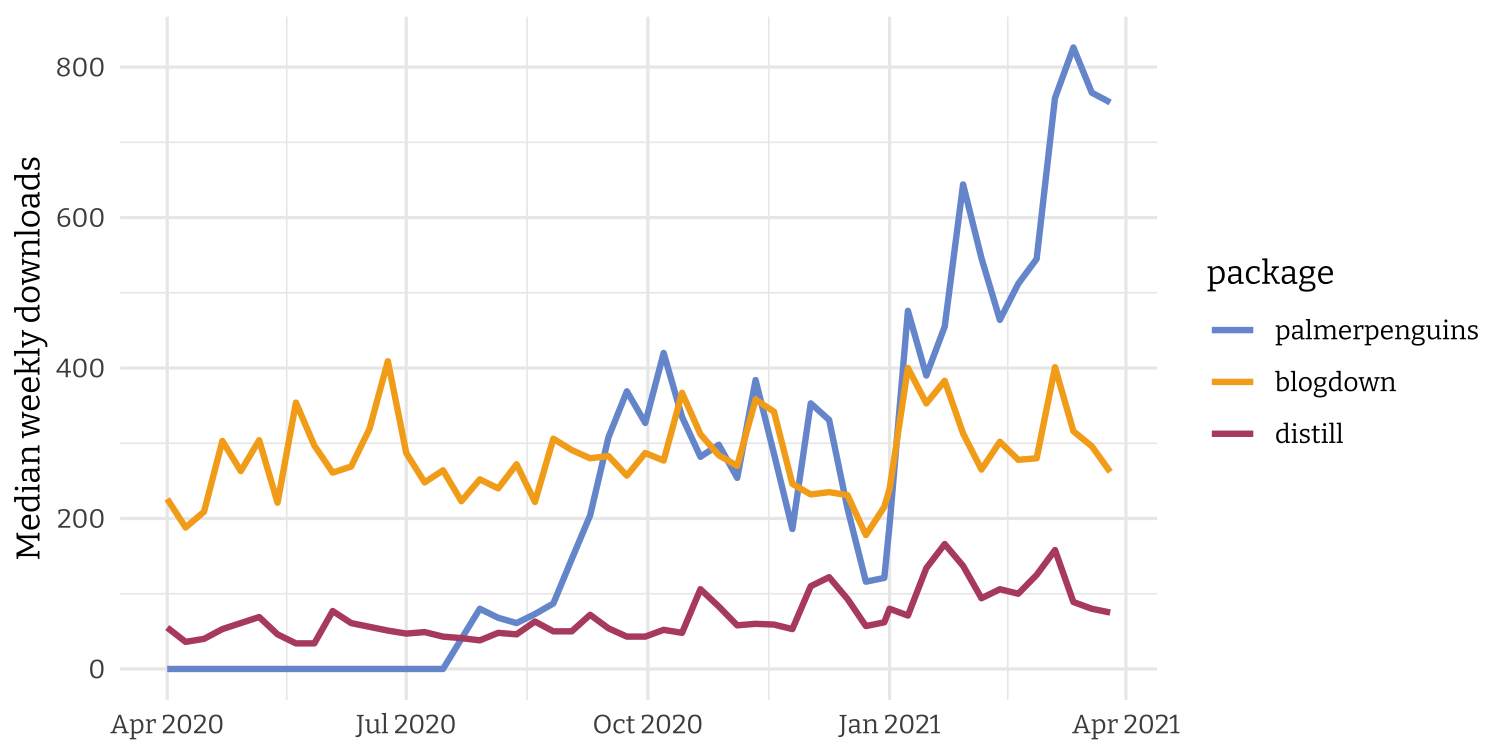 Median weekly downloads
800
600
400
200
0
Apr 2020
Jul 2020
Oct 2020
Jan 2021
Apr 2021
package
palmerpenguins
blogdown
distill